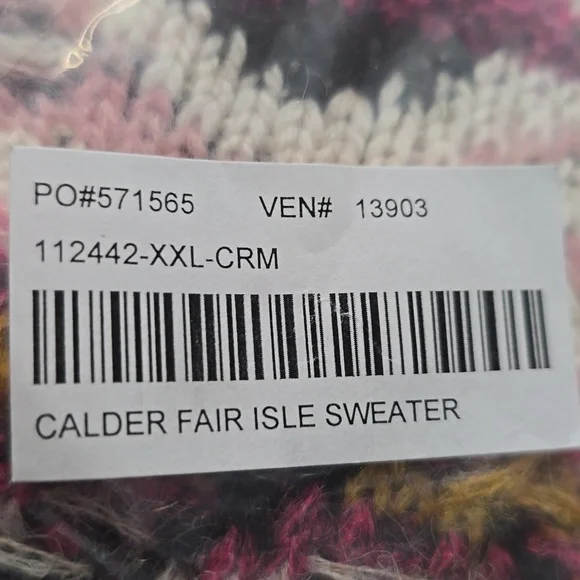 PO#571565 VEN# 13903
112442-XXL-CRM
CALDER FAIR ISLE SWEATER